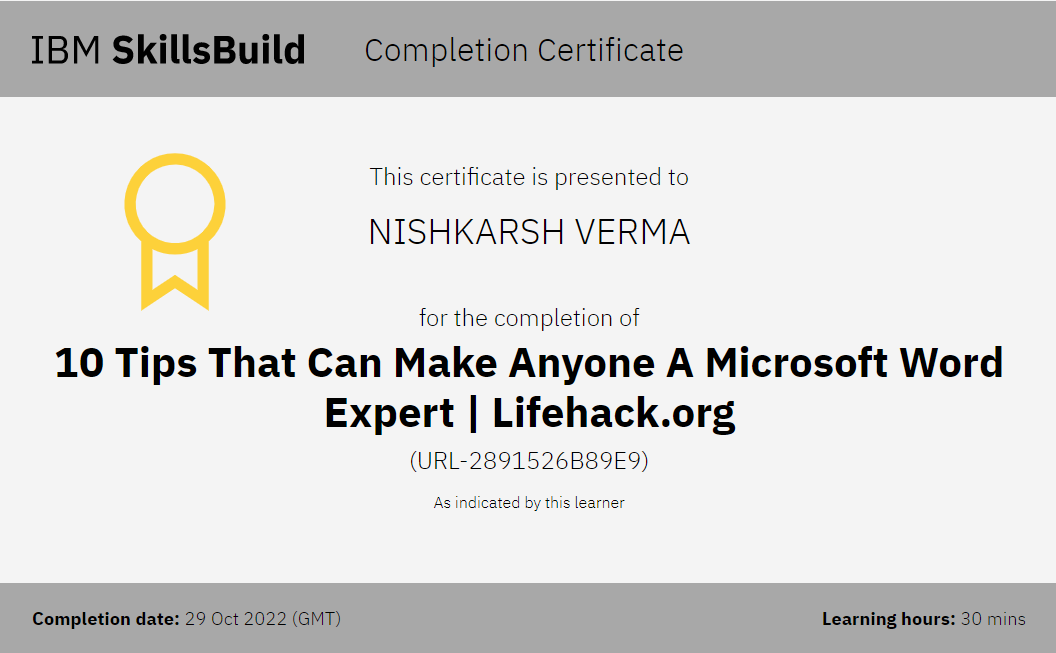 IBM SkillsBuild Completion Certificate
This certificate is presented to
NISHKARSH VERMA
for the completion of
10 Tips That Can Make Anyone A Microsoft Word
Expert | Lifehack.org
(URL-2891526B89E9)
As indicated by this learner
Completion date: 29 Oct 2022 (GMT) Learning hours: 30 mins